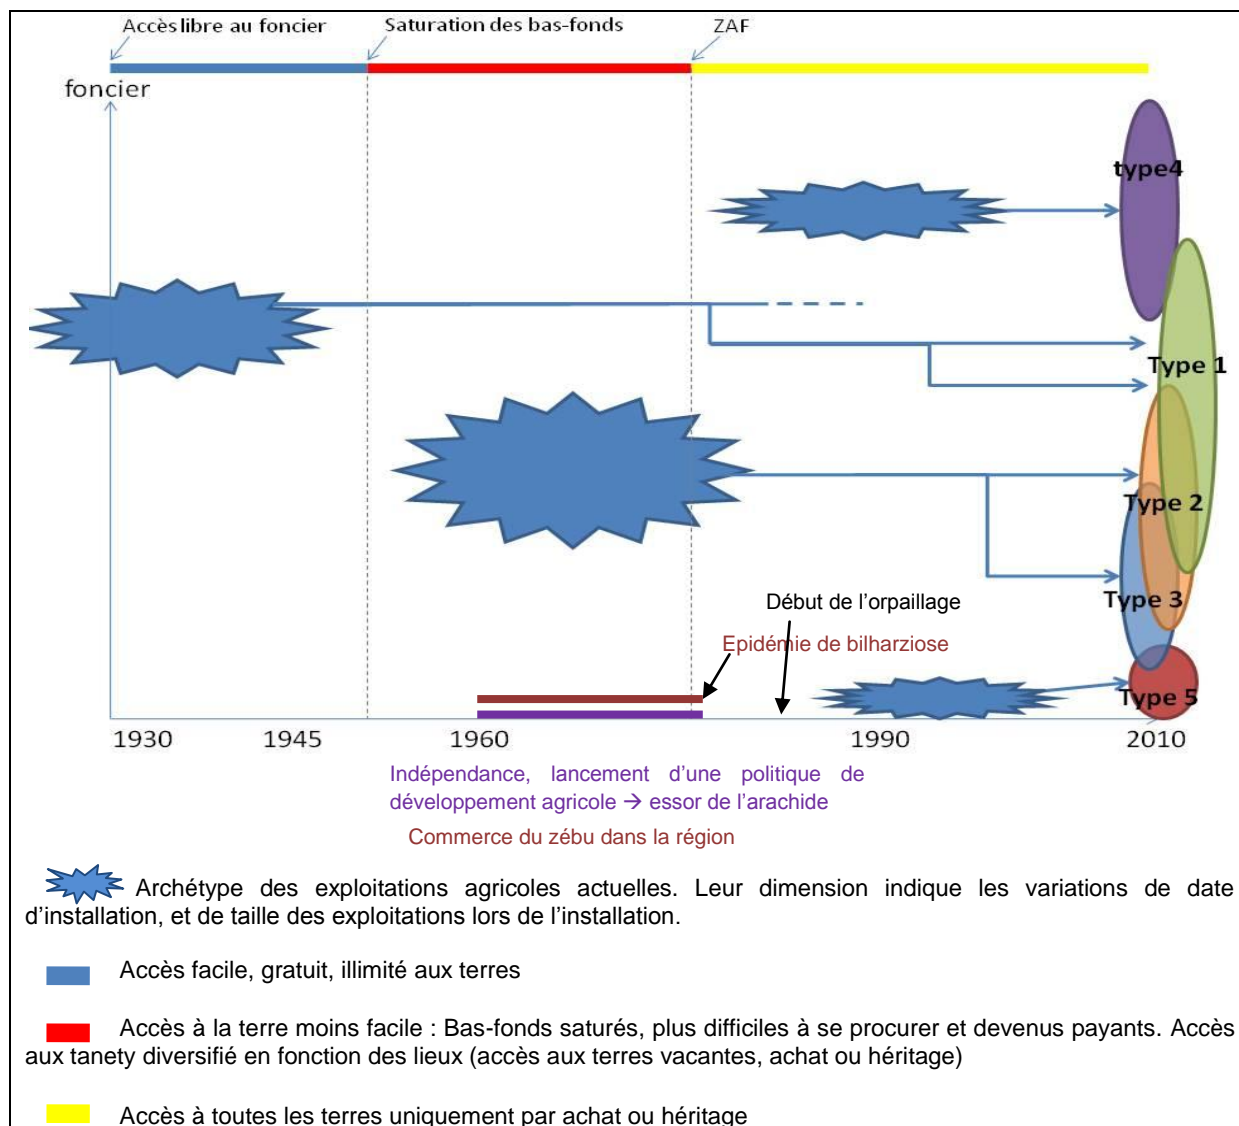 Accès libre au foncier
Saturation des bas-fonds
ZAF
foncier
type4
Type 1
Type 2
Type 3
Début de l’orpaillage
Epidémie de bilharziose
Type 5
1930
1945
1960
1990
2010
Indépendance, lancement d’une politique de
développement agricole → essor de l’arachide
Commerce du zébu dans la région
Archétype des exploitations agricoles actuelles. Leur dimension indique les variations de date
d’installation, et de taille des exploitations lors de l’installation.
Accès facile, gratuit, illimité aux terres
Accès à la terre moins facile : Bas-fonds saturés, plus difficiles à se procurer et devenus payants. Accès
aux tanety diversifié en fonction des lieux (accès aux terres vacantes, achat ou héritage)
Accès à toutes les terres uniquement par achat ou héritage